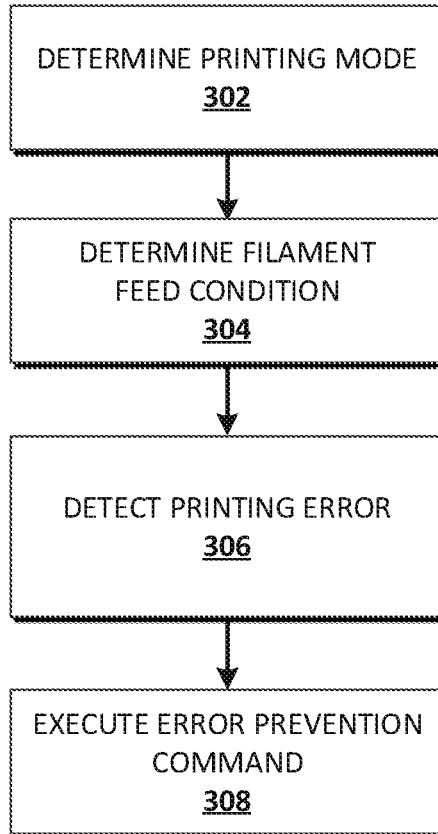 DETERMINE PRINTING MODE
302
DETERMINE FILAMENT
FEED CONDITION
304
DETECT PRINTING ERROR
306
EXECUTE ERROR PREVENTION
COMMAND
308